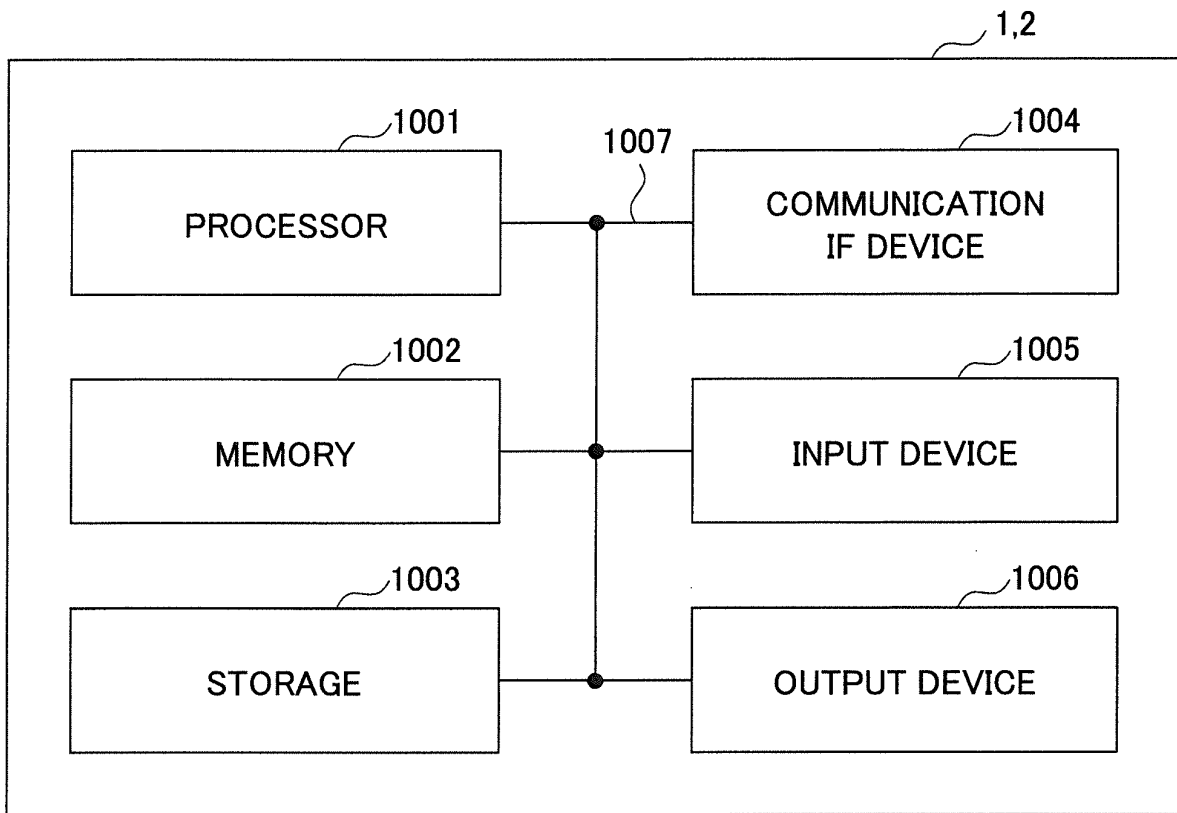 1,2
1001
PROCESSOR
1007
1004
COMMUNICATION
IF DEVICE
1002
MEMORY
1005
INPUT DEVICE
1003
STORAGE
1006
OUTPUT DEVICE